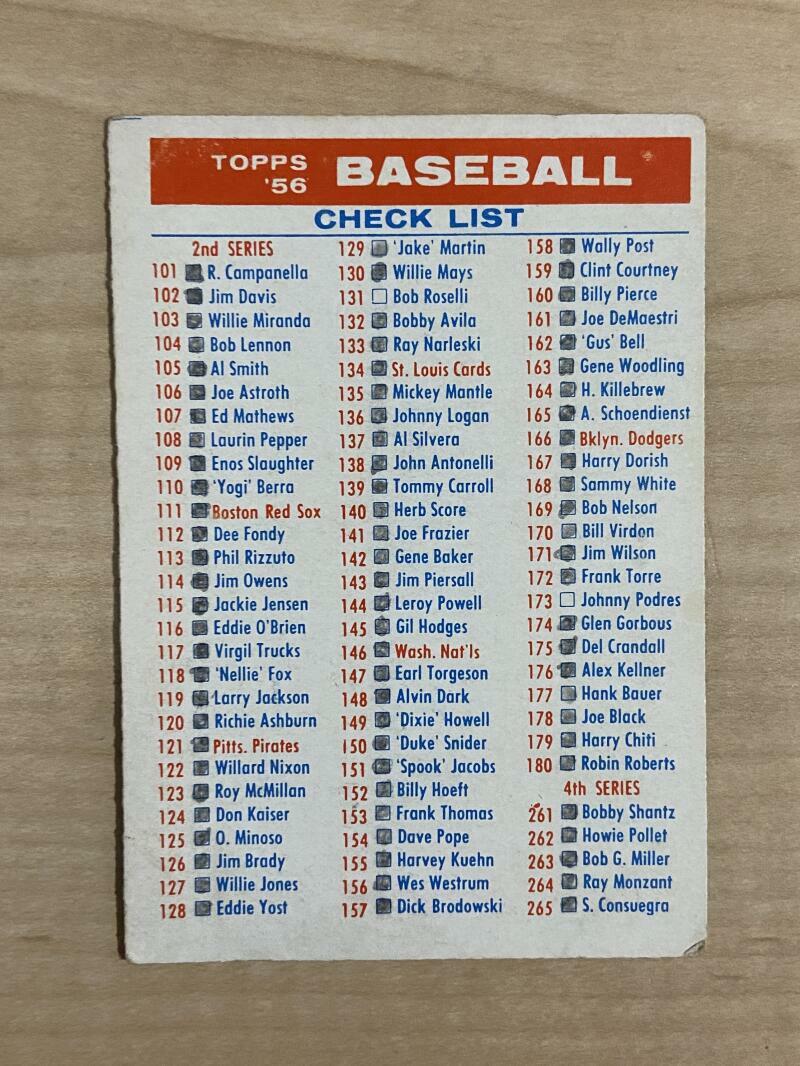 TOPPS '56 BASEBALL
CHECK LIST
2nd SERIES
101 R. Campanella
102 Jim Davis
103 Willie Miranda
104 Bob Lennon
105 Al Smith
106 Joe Astroth
107 Ed Mathews
108 Laurin Pepper
109 Enos Slaughter
110 'Yogi' Berra
111 Boston Red Sox
112 Dee Fondy
113 Phil Rizzuto
114 Jim Owens
115 Jackie Jensen
116 Eddie O'Brien
117 Virgil Trucks
118 'Nellie' Fox
119 Larry Jackson
120 Richie Ashburn
121 Pitts. Pirates
122 Willard Nixon
123 Roy McMillan
124 Don Kaiser
125 O. Minoso
126 Jim Brady
127 Willie Jones
128 Eddie Yost
129 'Jake' Martin
130 Willie Mays
131 Bob Roselli
132 Bobby Avila
133 Ray Narleski
134 St. Louis Cards
135 Mickey Mantle
136 Johnny Logan
137 Al Silvera
138 John Antonelli
139 Tommy Carroll
140 Herb Score
141 Joe Frazier
142 Gene Baker
143 Jim Piersall
144 Leroy Powell
145 Gil Hodges
146 Wash. Nat'ls
147 Earl Torgeson
148 Alvin Dark
149 'Dixie' Howell
150 'Duke' Snider
151 'Spook' Jacobs
152 Billy Hoeft
153 Frank Thomas
154 Dave Pope
155 Harvey Kuehn
156 Wes Westrum
157 Dick Brodowski
158 Wally Post
159 Clint Courtney
160 Billy Pierce
161 Joe DeMaestri
162 'Gus' Bell
163 Gene Woodling
164 H. Killebrew
165 A. Schoendienst
166 Bklyn. Dodgers
167 Harry Dorish
168 Sammy White
169 Bob Nelson
170 Bill Virdon
171 Jim Wilson
172 Frank Torre
173 Johnny Podres
174 Glen Gorbous
175 Del Crandall
176 Alex Kellner
177 Hank Bauer
178 Joe Black
179 Harry Chiti
180 Robin Roberts
4th SERIES
261 Bobby Shantz
262 Howie Pollet
263 Bob G. Miller
264 Ray Monzant
265 S. Consuegra